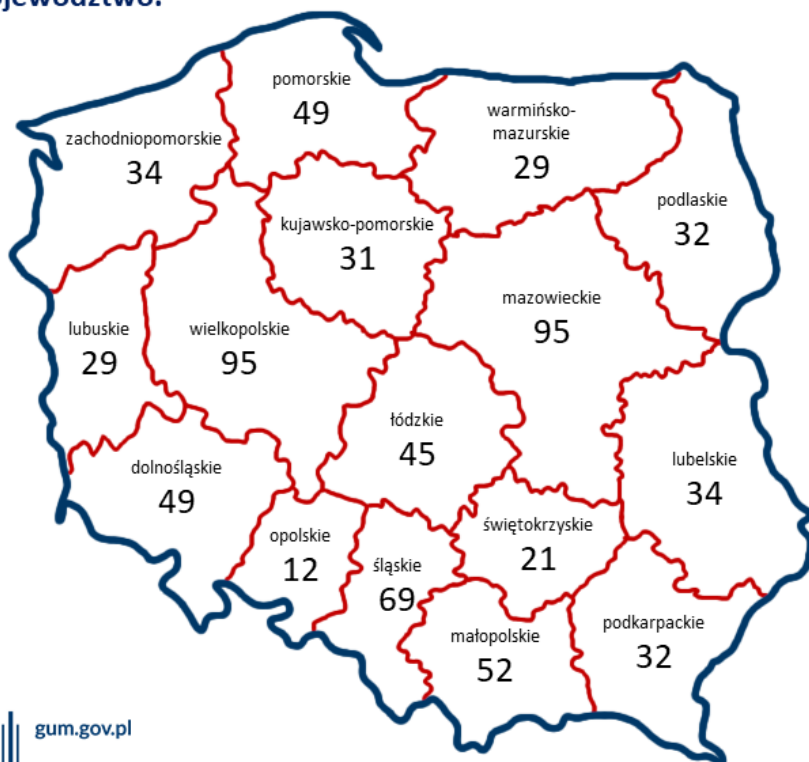 pomorskie
49
warmińsko-
mazurskie
29
zachodniopomorskie
34
podlaskie
32
kujawsko-pomorskie
31
mazowieckie
95
lubuskie
29
wielkopolskie
95
łódzkie
45
lubelskie
34
dolnośląskie
49
opolskie
12
śląskie
69
świętokrzyskie
21
małopolskie
52
podkarpackie
32
gum.gov.pl